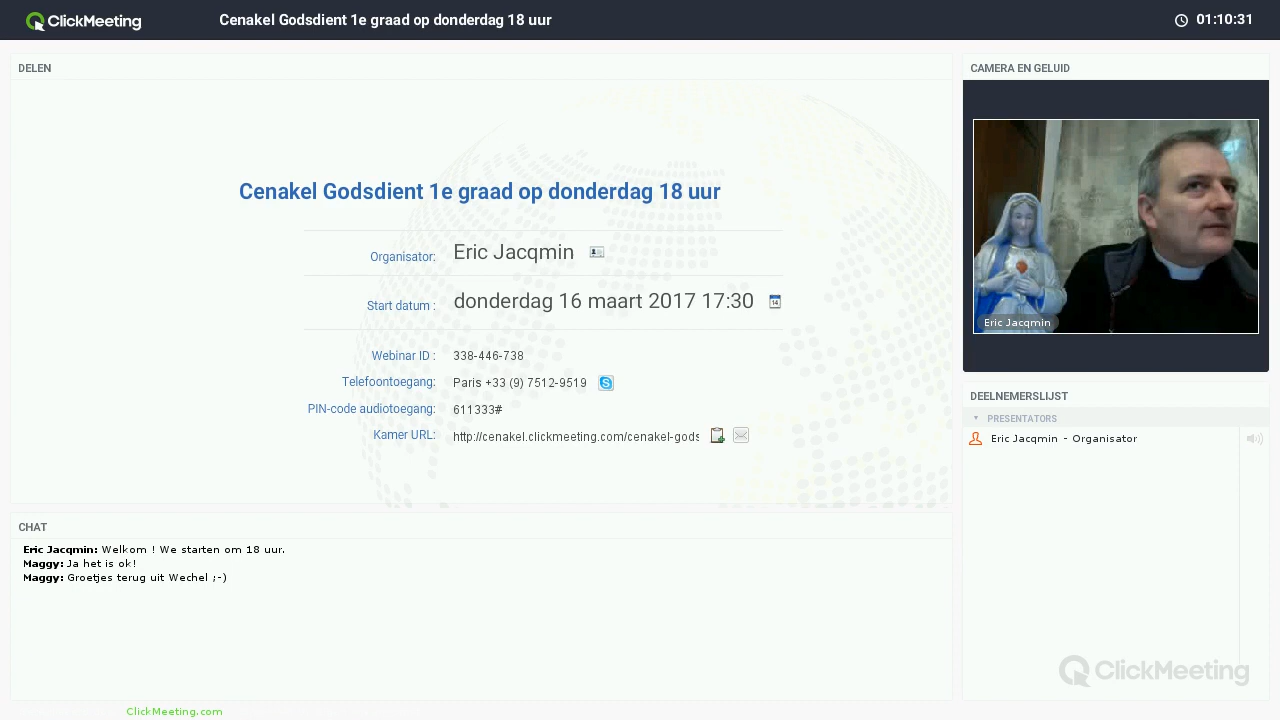 ClickMeeting
Cenakel Godsdient 1e graad op donderdag 18 uur
01:10:31
DELEN
Cenakel Godsdient 1e graad op donderdag 18 uur
Organisator: Eric Jacqmin
Start datum : donderdag 16 maart 2017 17:30
14
Webinar ID : 338-446-738
Telefoontoegang: Paris +33 (9) 7512-9519
PIN-code audiotoegang: 611333#
Kamer URL: http://cenakel.clickmeeting.com/cenakel-gods
CHAT
Eric Jacqmin: Welkom ! We starten om 18 uur.
Maggy: Ja het is ok!
Maggy: Groetjes terug uit Wechel ;-)
ClickMeeting.com
CAMERA EN GELUID
Eric Jacqmin
DEELNEMERSLIJST
PRESENTATORS
Eric Jacqmin - Organisator
ClickMeeting